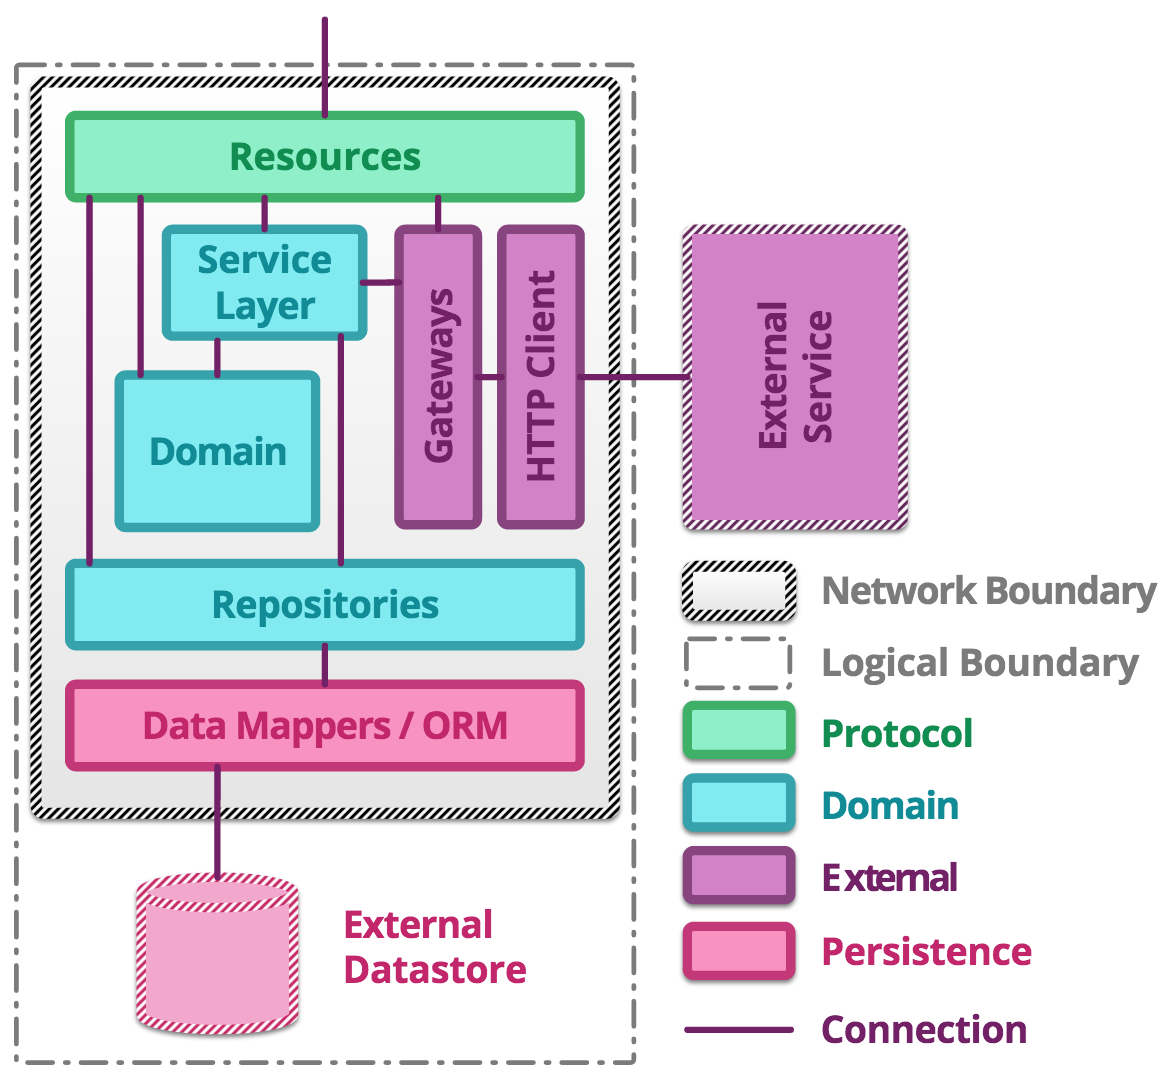 Resources
Service
Layer
Gateways
HTTP Client
External
Service
Domain
Repositories
Data Mappers / ORM
External
Datastore
Network Boundary
Logical Boundary
Protocol
Domain
External
Persistence
Connection